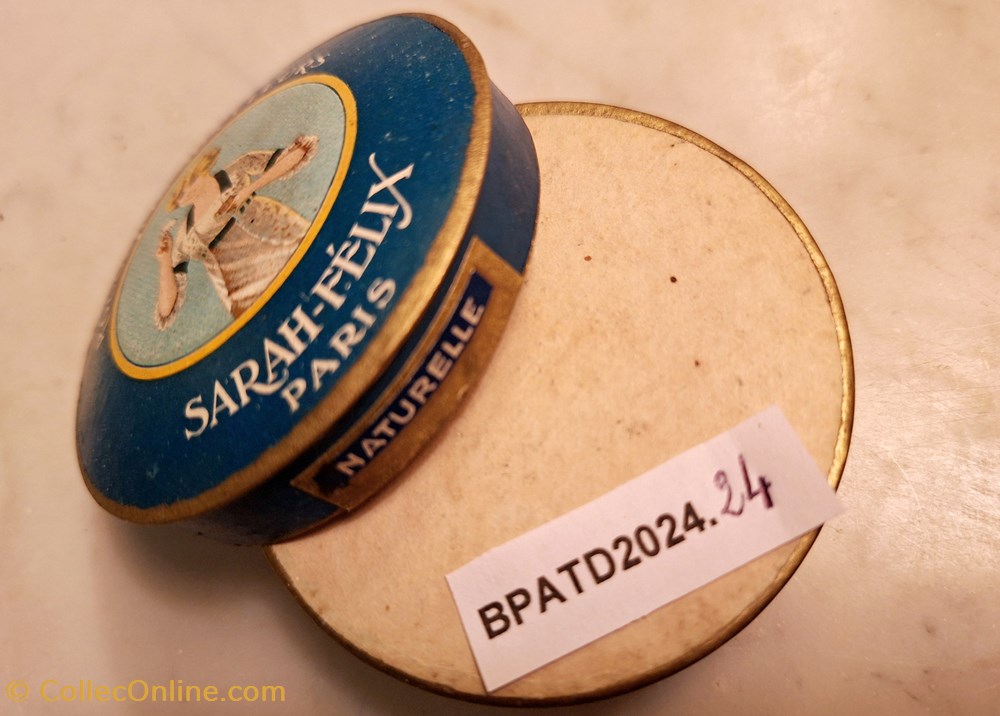 SARAH-FÉLIX
PARIS
NATURELLE
BPATD2024.24
© CollecOnline.com